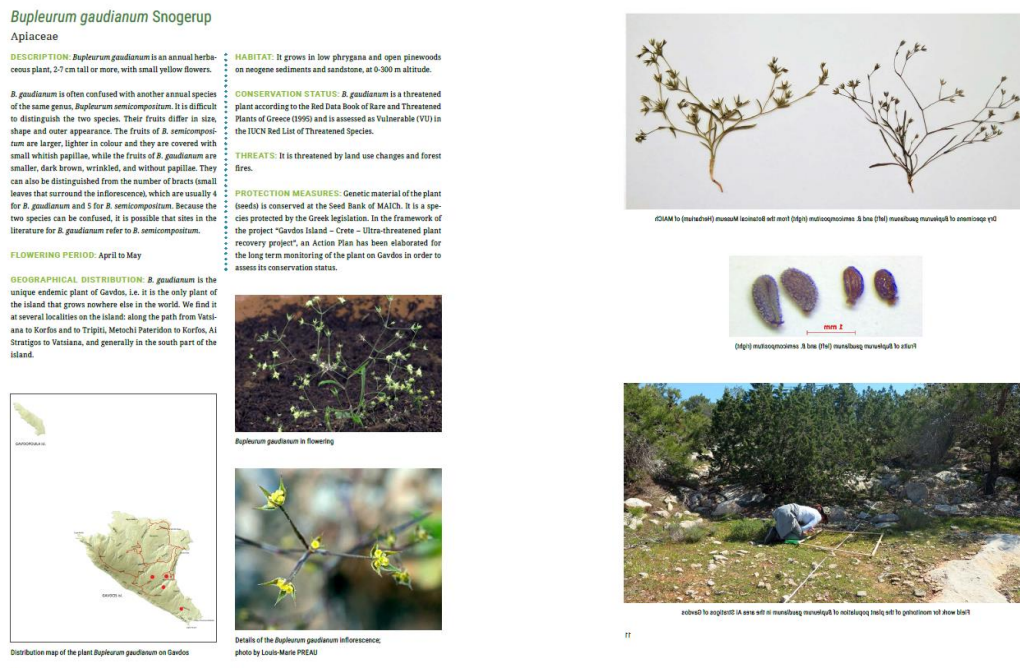 Bupleurum gaudianum Snogerup
Apiaceae
DESCRIPTION: Bupleurum gaudianum is an annual herba-
ceous plant, 2-7 cm tall or more, with small yellow flowers.
B. gaudianum is often confused with another annual species
of the same genus, Bupleurum semicompositum. It is difficult
to distinguish the two species. Their fruits differ in size,
shape and outer appearance. The fruits of B. semicomposi-
tum are larger, lighter in colour and they are covered with
small whitish papillae, while the fruits of B. gaudianum are
smaller, dark brown, wrinkled, and without papillae. They
can also be distinguished from the number of bracts (small
leaves that surround the inflorescence), which are usually 4
for B. gaudianum and 5 for B. semicompositum. Because the
two species can be confused, it is possible that sites in the
literature for B. gaudianum refer to B. semicompositum.
FLOWERING PERIOD: April to May
GEOGRAPHICAL DISTRIBUTION: B. gaudianum is the
unique endemic plant of Gavdos, i.e. it is the only plant of
the island that grows nowhere else in the world. We find it
at several localities on the island: along the path from Vatsi-
ana to Korfos and to Tripiti, Metochi Pateridon to Korfos, Ai
Stratigos to Vatsiana, and generally in the south part of the
island.
GAVDOS isl.
Distribution map of the plant Bupleurum gaudianum on Gavdos
HABITAT: It grows in low phrygana and open pinewoods
on neogene sediments and sandstone, at 0-300 m altitude.
CONSERVATION STATUS: B. gaudianum is a threatened
plant according to the Red Data Book of Rare and Threatened
Plants of Greece (1995) and is assessed as Vulnerable (VU) in
the IUCN Red List of Threatened Species.
THREATS: It is threatened by land use changes and forest
fires.
PROTECTION MEASURES: Genetic material of the plant
(seeds) is conserved at the Seed Bank of MAICh. It is a spe-
cies protected by the Greek legislation. In the framework of
the project "Gavdos Island – Crete – Ultra-threatened plant
recovery project", an Action Plan has been elaborated for
the long term monitoring of the plant on Gavdos in order to
assess its conservation status.
Bupleurum gaudianum in flowering
Details of the Bupleurum gaudianum inflorescence;
photo by Louis-Marie PREAU
Dry specimens of Bupleurum gaudianum (left) and B. semicompositum (right) from the Botanical Museum (Herbarium) of MAICh
1 mm
Fruits of Bupleurum gaudianum (left) and B. semicompositum (right)
Field work for monitoring of the plant population of Bupleurum gaudianum in the area Ai Stratigos of Gavdos
11